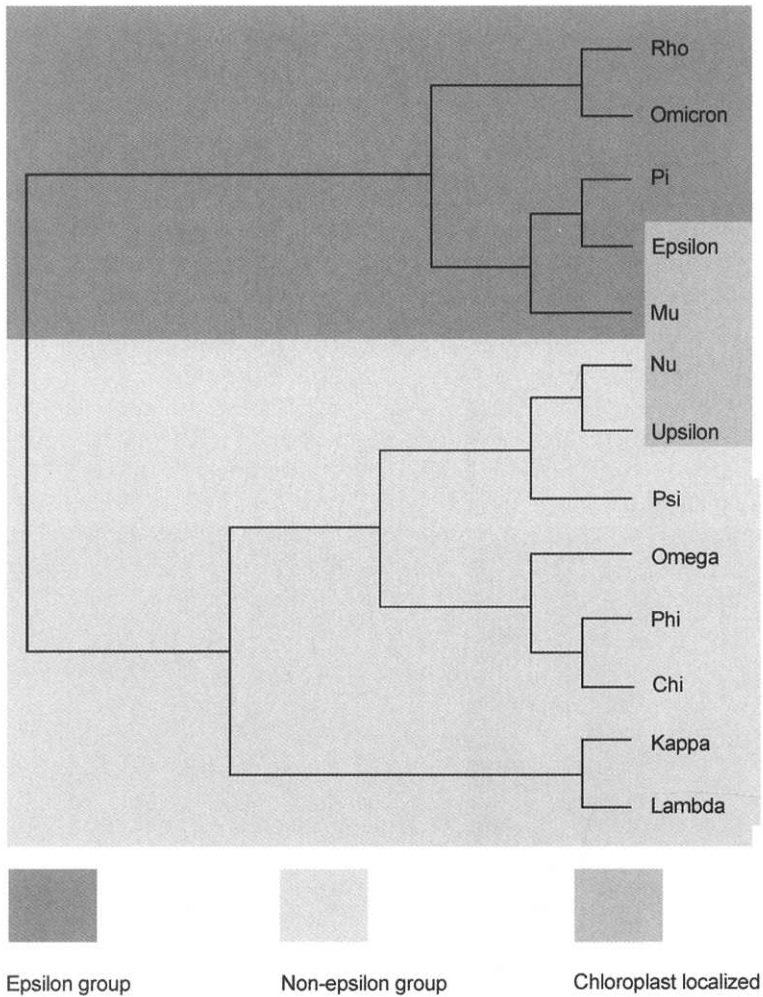 Rho
Omicron
Pi
Epsilon
Mu
Nu
Upsilon
Psi
Omega
Phi
Chi
Kappa
Lambda
Epsilon group
Non-epsilon group
Chloroplast localized